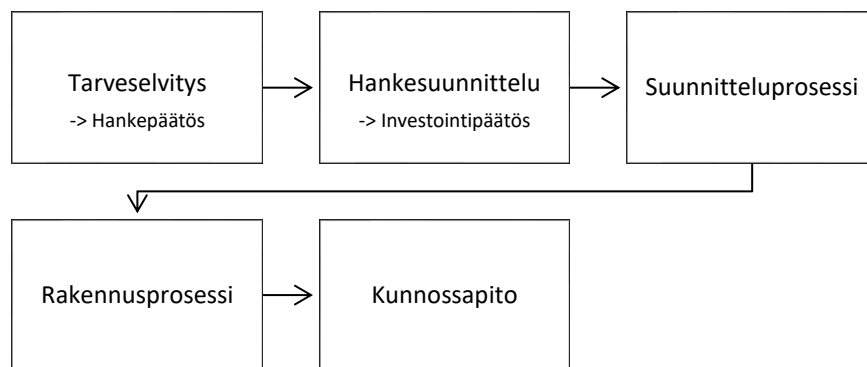 Tarveselvitys
-> Hankepäätös
Hankesuunnittelu
-> Investointipäätös
Suunnitteluprosessi
Rakennusprosessi
Kunnossapito